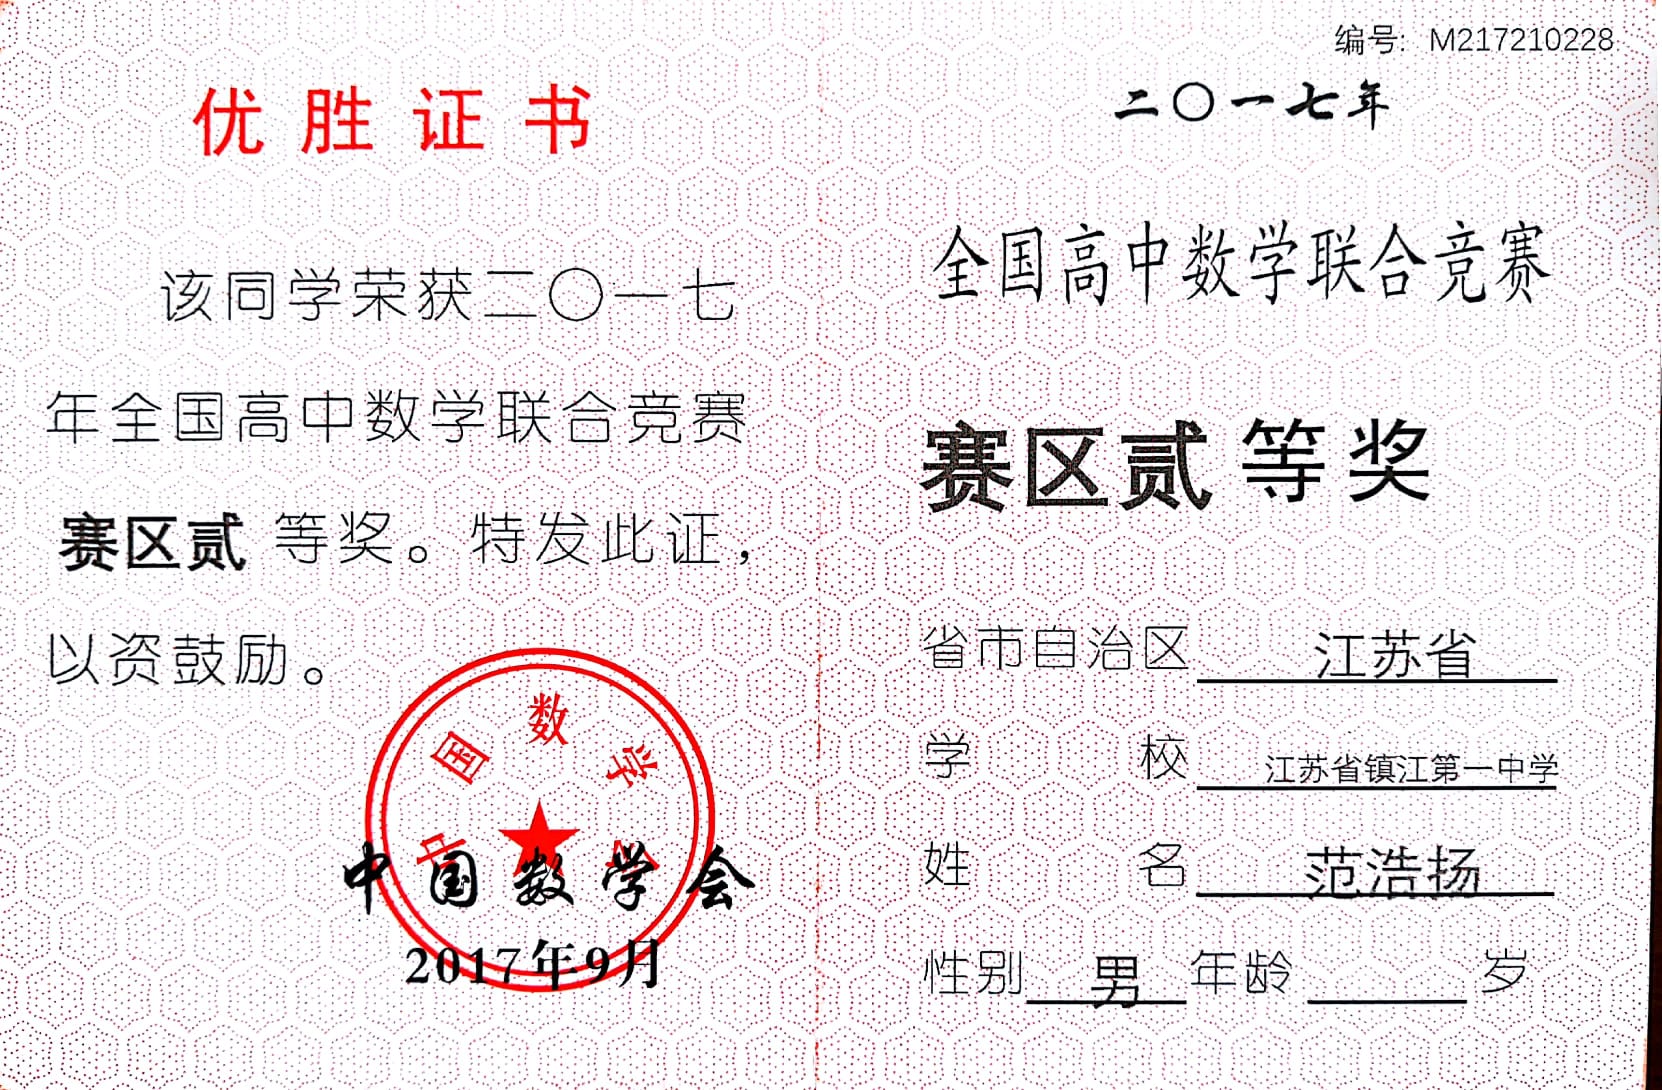 优胜证书
该同学荣获二〇一七
年全国高中数学联合竞赛
赛区贰 等奖。特发此证，
以资鼓励。
中国数学会
中国数学会
2017年9月
编号: M217210228
二〇一七年
全国高中数学联合竞赛
赛区贰 等奖
省市自治区 江苏省
学 校 江苏省镇江第一中学
姓 名 范浩扬
性别 男 年龄 岁